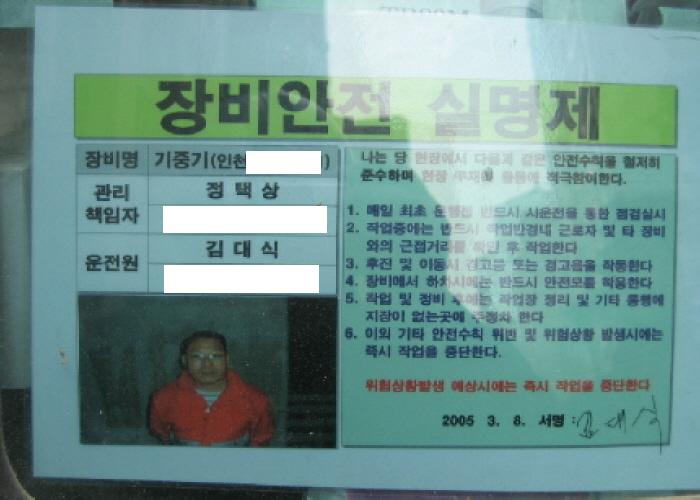 장비안전 실명제
장비명 기중기(인천 )
관리
책임자
정택상
운전원
김대식
나는 당 현장에서 다음과 같은 안전수칙을 철저히
준수하며 현장 무재해 활동에 적극참여한다.
1. 매일 최초 운행전 반드시 시운전을 통한 점검실시
2. 작업중에는 반드시 작업반경내 근로자 및 타 장비
와의 근접거리를 확인 후 작업한다
3. 후진 및 이동시 경고등 또는 경고음을 작동한다
4. 장비에서 하차시에는 반드시 안전모를 착용한다
5. 작업 및 정비 후에는 작업장 정리 및 기타 통행에
지장이 없는곳에 주정차 한다
6. 이외 기타 안전수칙 위반 및 위험상황 발생시에는
즉시 작업을 중단한다.
위험상황발생 예상시에는 즉시 작업을 중단한다
2005 3. 8. 서명: 김대식